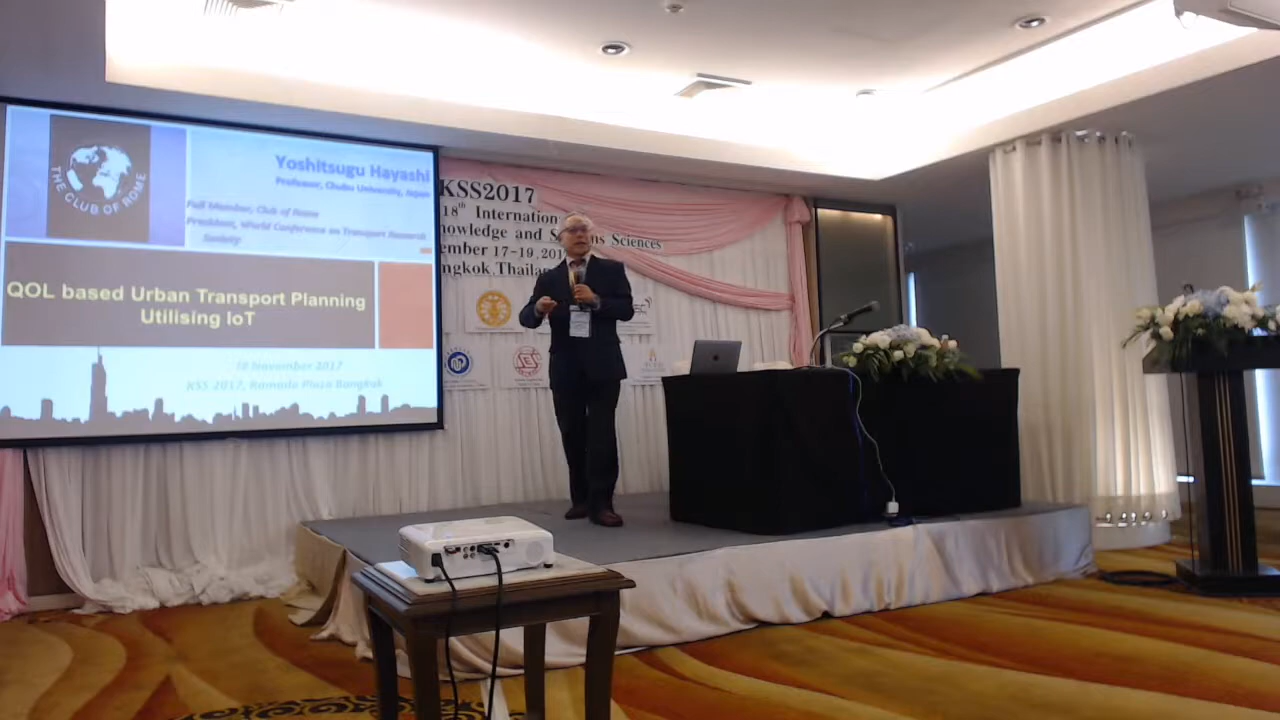 THE CLUB OF ROME
Yoshitsugu Hayashi
Professor, Chubu University, Japan
Full Member, Club of Rome
President, World Conference on Transport Research
Society
QOL based Urban Transport Planning
Utilising IoT
18 November 2017
KSS 2017, Ramada Plaza Bangkok
KSS2017
18th Internation
nowledge and S ms Sciences
ember 17-19, 201
ngkok, Thailan